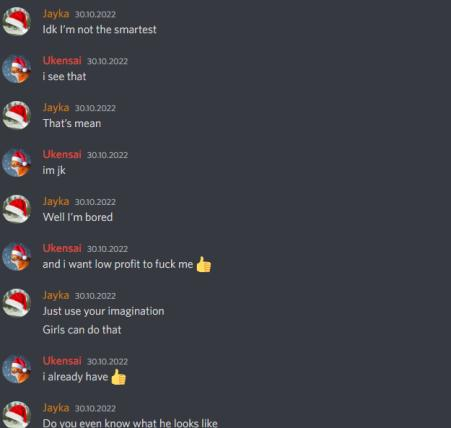 Jayka 30.10.2022
Idk I'm not the smartest
Ukensai 30.10.2022
i see that
Jayka 30.10.2022
That's mean
Ukensai 30.10.2022
im jk
Jayka 30.10.2022
Well I'm bored
Ukensai 30.10.2022
and i want low profit to fuck me 👍
Jayka 30.10.2022
Just use your imagination
Girls can do that
Ukensai 30.10.2022
i already have 👍
Jayka 30.10.2022
Do you even know what he looks like